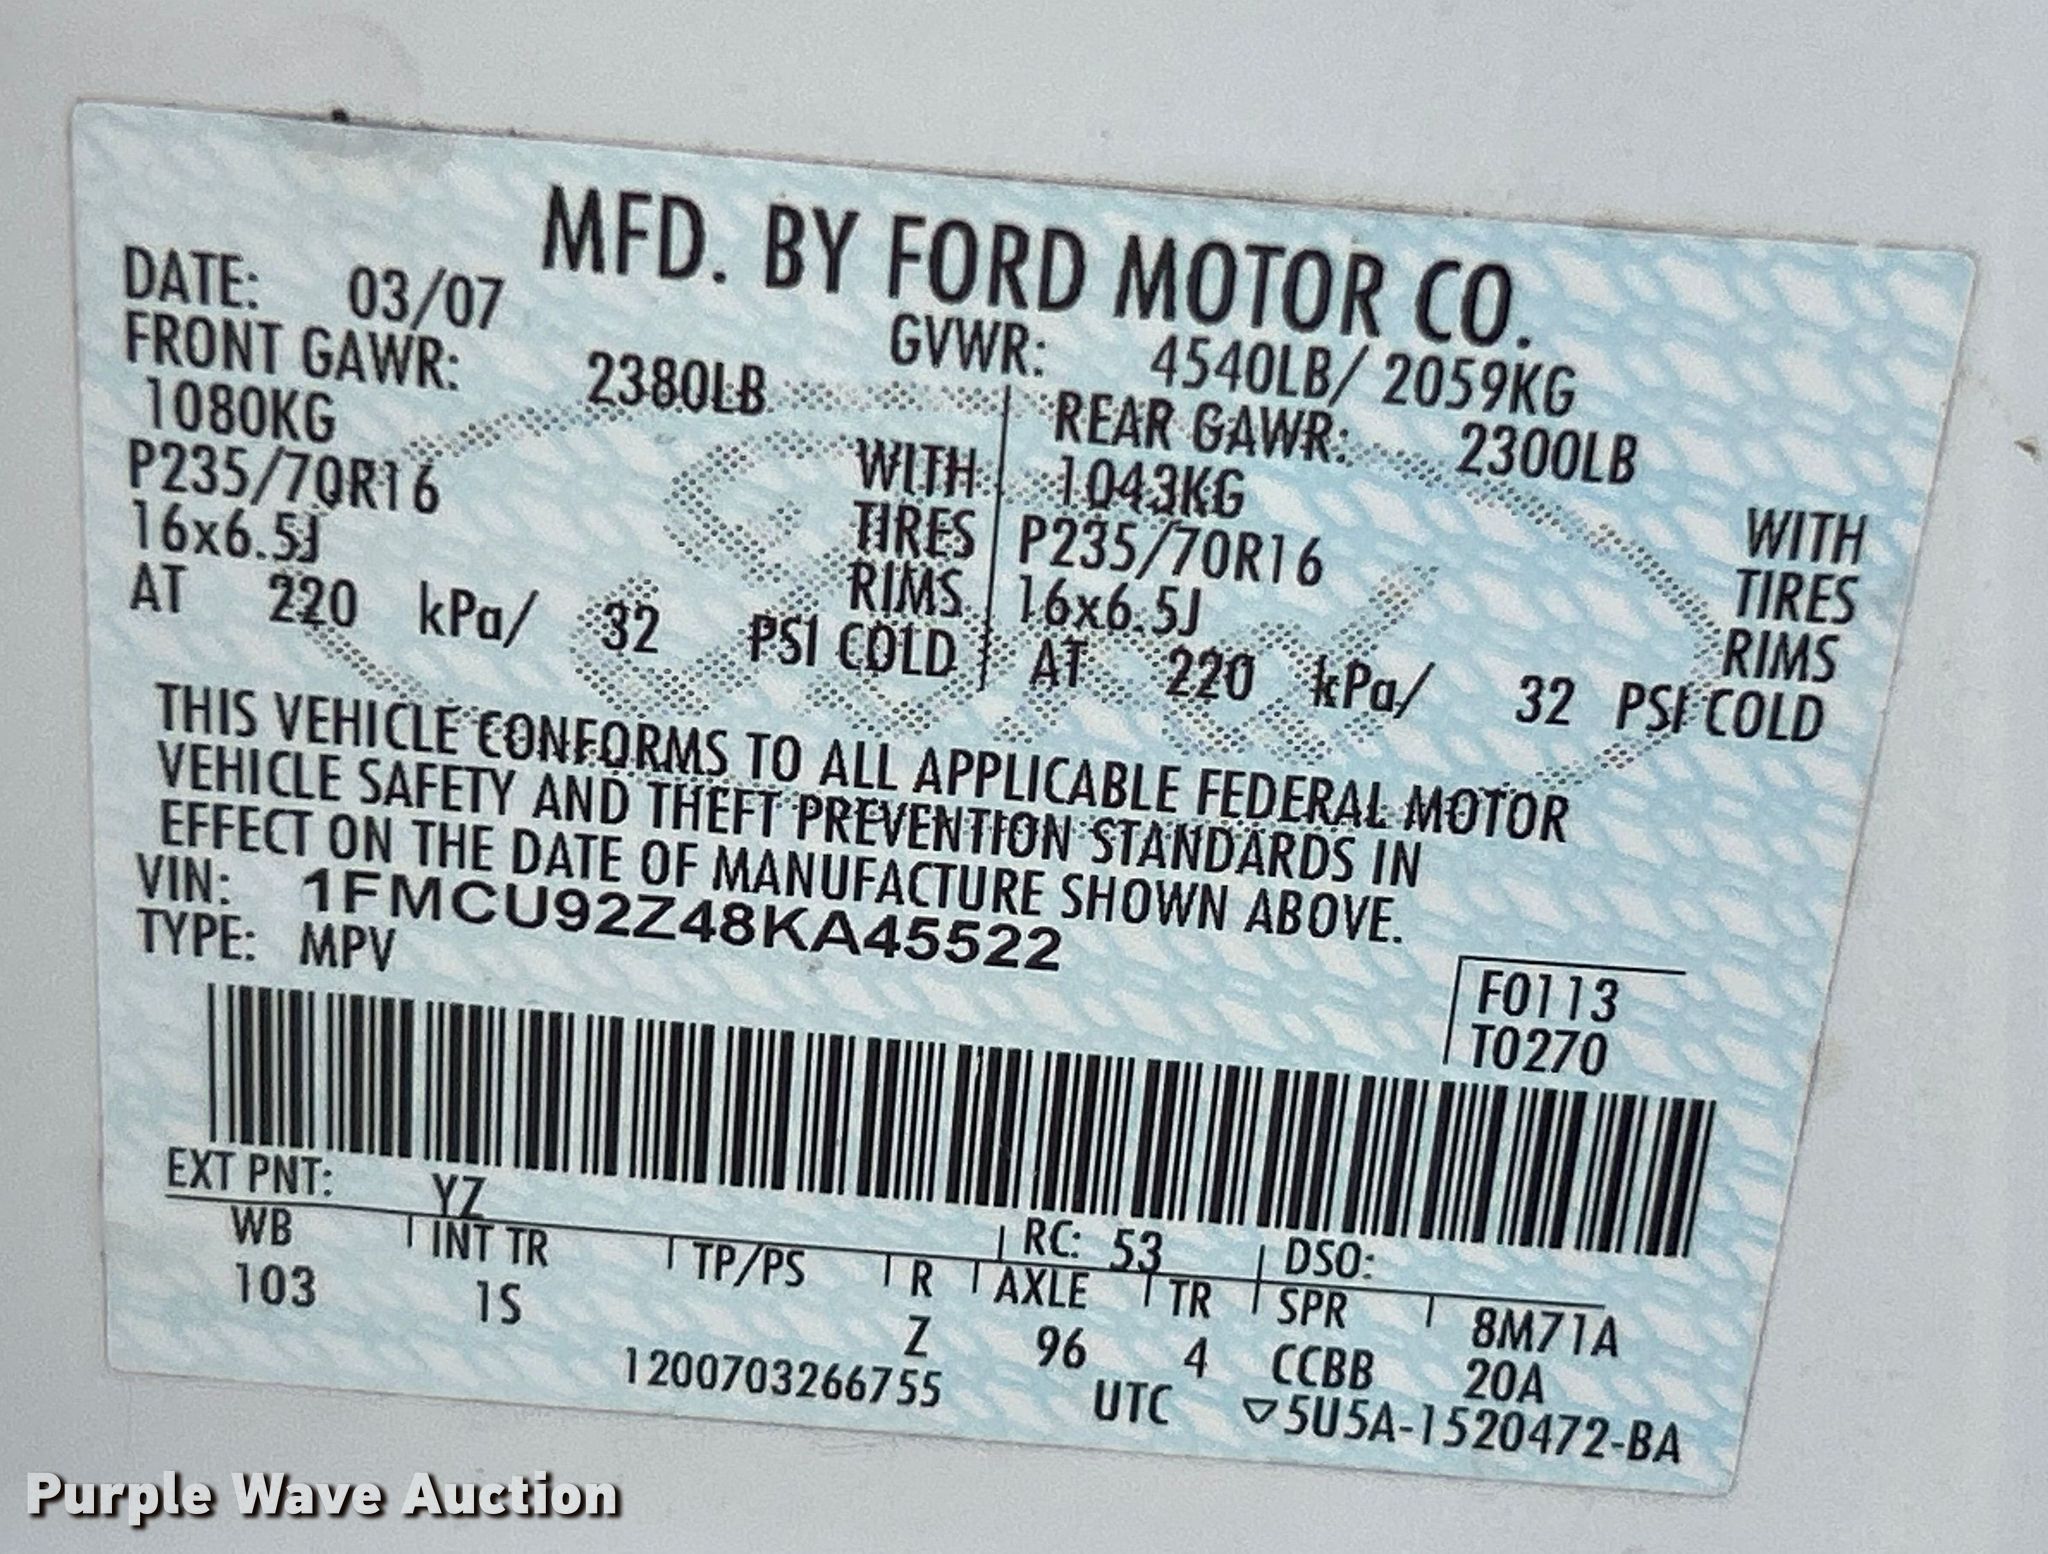 MFD. BY FORD MOTOR CO.
DATE: 03/07 GVWR: 4540LB/ 2059KG
FRONT GAWR: 2380LB REAR GAWR: 2300LB
1080KG WITH 1043KG WITH
P235/70R16 TIRES P235/70R16 TIRES
16x6.5J RIMS 16x6.5J RIMS
AT 220 kPa/ 32 PSI COLD AT 220 kPa/ 32 PSI COLD
THIS VEHICLE CONFORMS TO ALL APPLICABLE FEDERAL MOTOR
VEHICLE SAFETY AND THEFT PREVENTION STANDARDS IN
EFFECT ON THE DATE OF MANUFACTURE SHOWN ABOVE.
VIN: 1FMCU92Z48KA45522
TYPE: MPV
F0113
T0270
EXT PNT: YZ RC: 53 DSO:
WB INT TR TP/PS R AXLE TR SPR 8M71A
103 1S Z 96 4 CCBB 20A
1200703266755 UTC ▽5U5A-1520472-BA
Purple Wave Auction